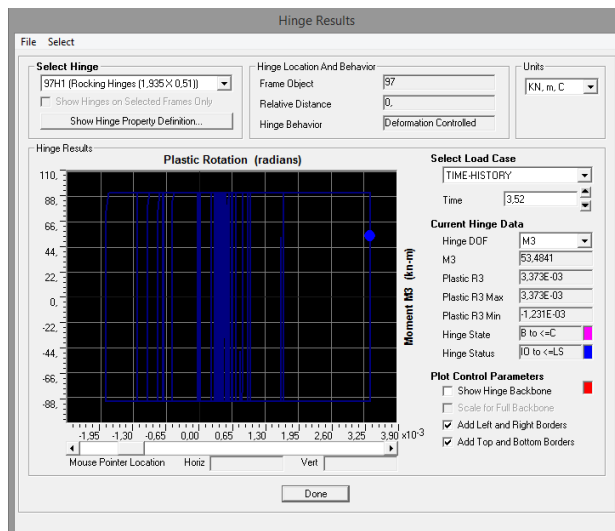 Hinge Results
File Select
Select Hinge
97H1 (Rocking Hinges (1,935 X 0,51))
Show Hinges on Selected Frames Only
Show Hinge Property Definition...
Hinge Location And Behavior
Frame Object 97
Relative Distance 0,
Hinge Behavior Deformation Controlled
Units
KN, m, C
Hinge Results
Plastic Rotation (radians)
110,
88,
66,
44,
22,
0,
-22,
-44,
-66,
-88,
-1,95 -1,30 -0,65 0,00 0,65 1,30 1,95 2,60 3,25 3,90 x10-3
Moment M3 (kn-m)
Mouse Pointer Location Horiz Vert
Select Load Case
TIME-HISTORY
Time 3,52
Current Hinge Data
Hinge DOF M3
M3 53,4841
Plastic R3 3,373E-03
Plastic R3 Max 3,373E-03
Plastic R3 Min -1,231E-03
Hinge State B to <=C
Hinge Status IO to <=LS
Plot Control Parameters
Show Hinge Backbone
Scale for Full Backbone
Add Left and Right Borders
Add Top and Bottom Borders
Done